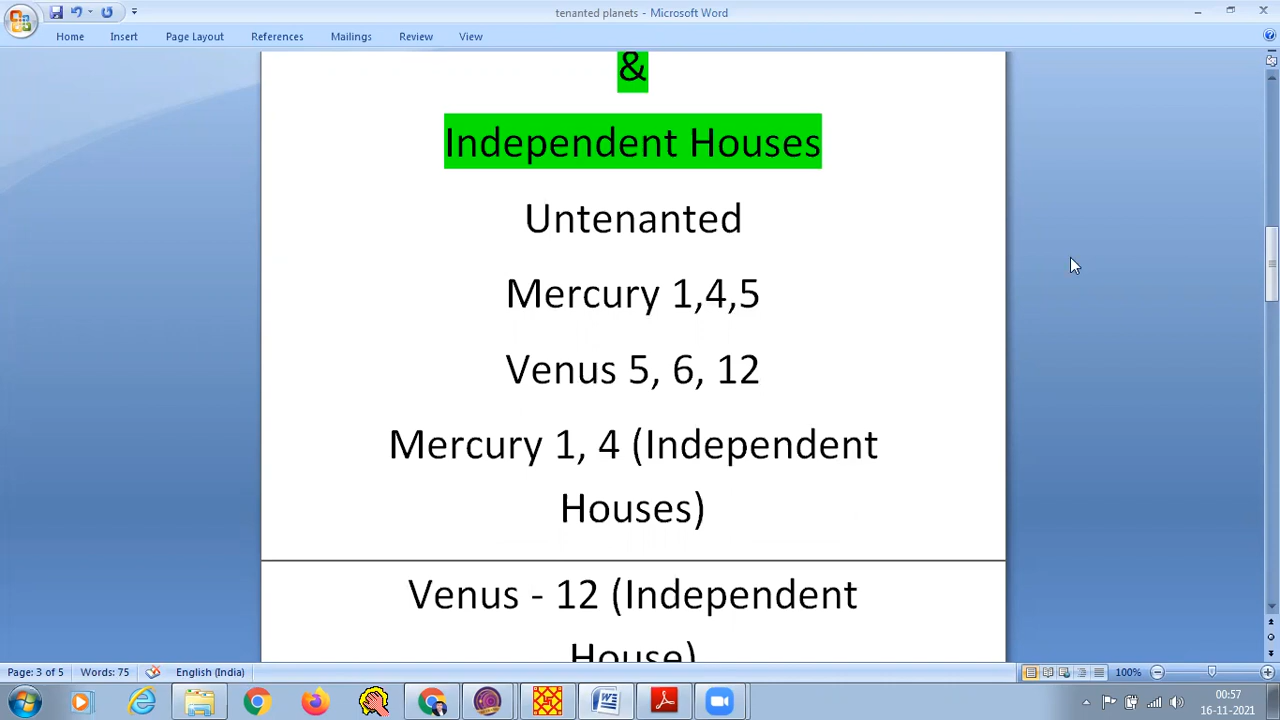 tenanted planets - Microsoft Word
Home Insert Page Layout References Mailings Review View
&
Independent Houses
Untenanted
Mercury 1,4,5
Venus 5, 6, 12
Mercury 1, 4 (Independent
Houses)
Venus - 12 (Independent
House)
Page: 3 of 5 Words: 75 English (India) 100%
00:57
16-11-2021